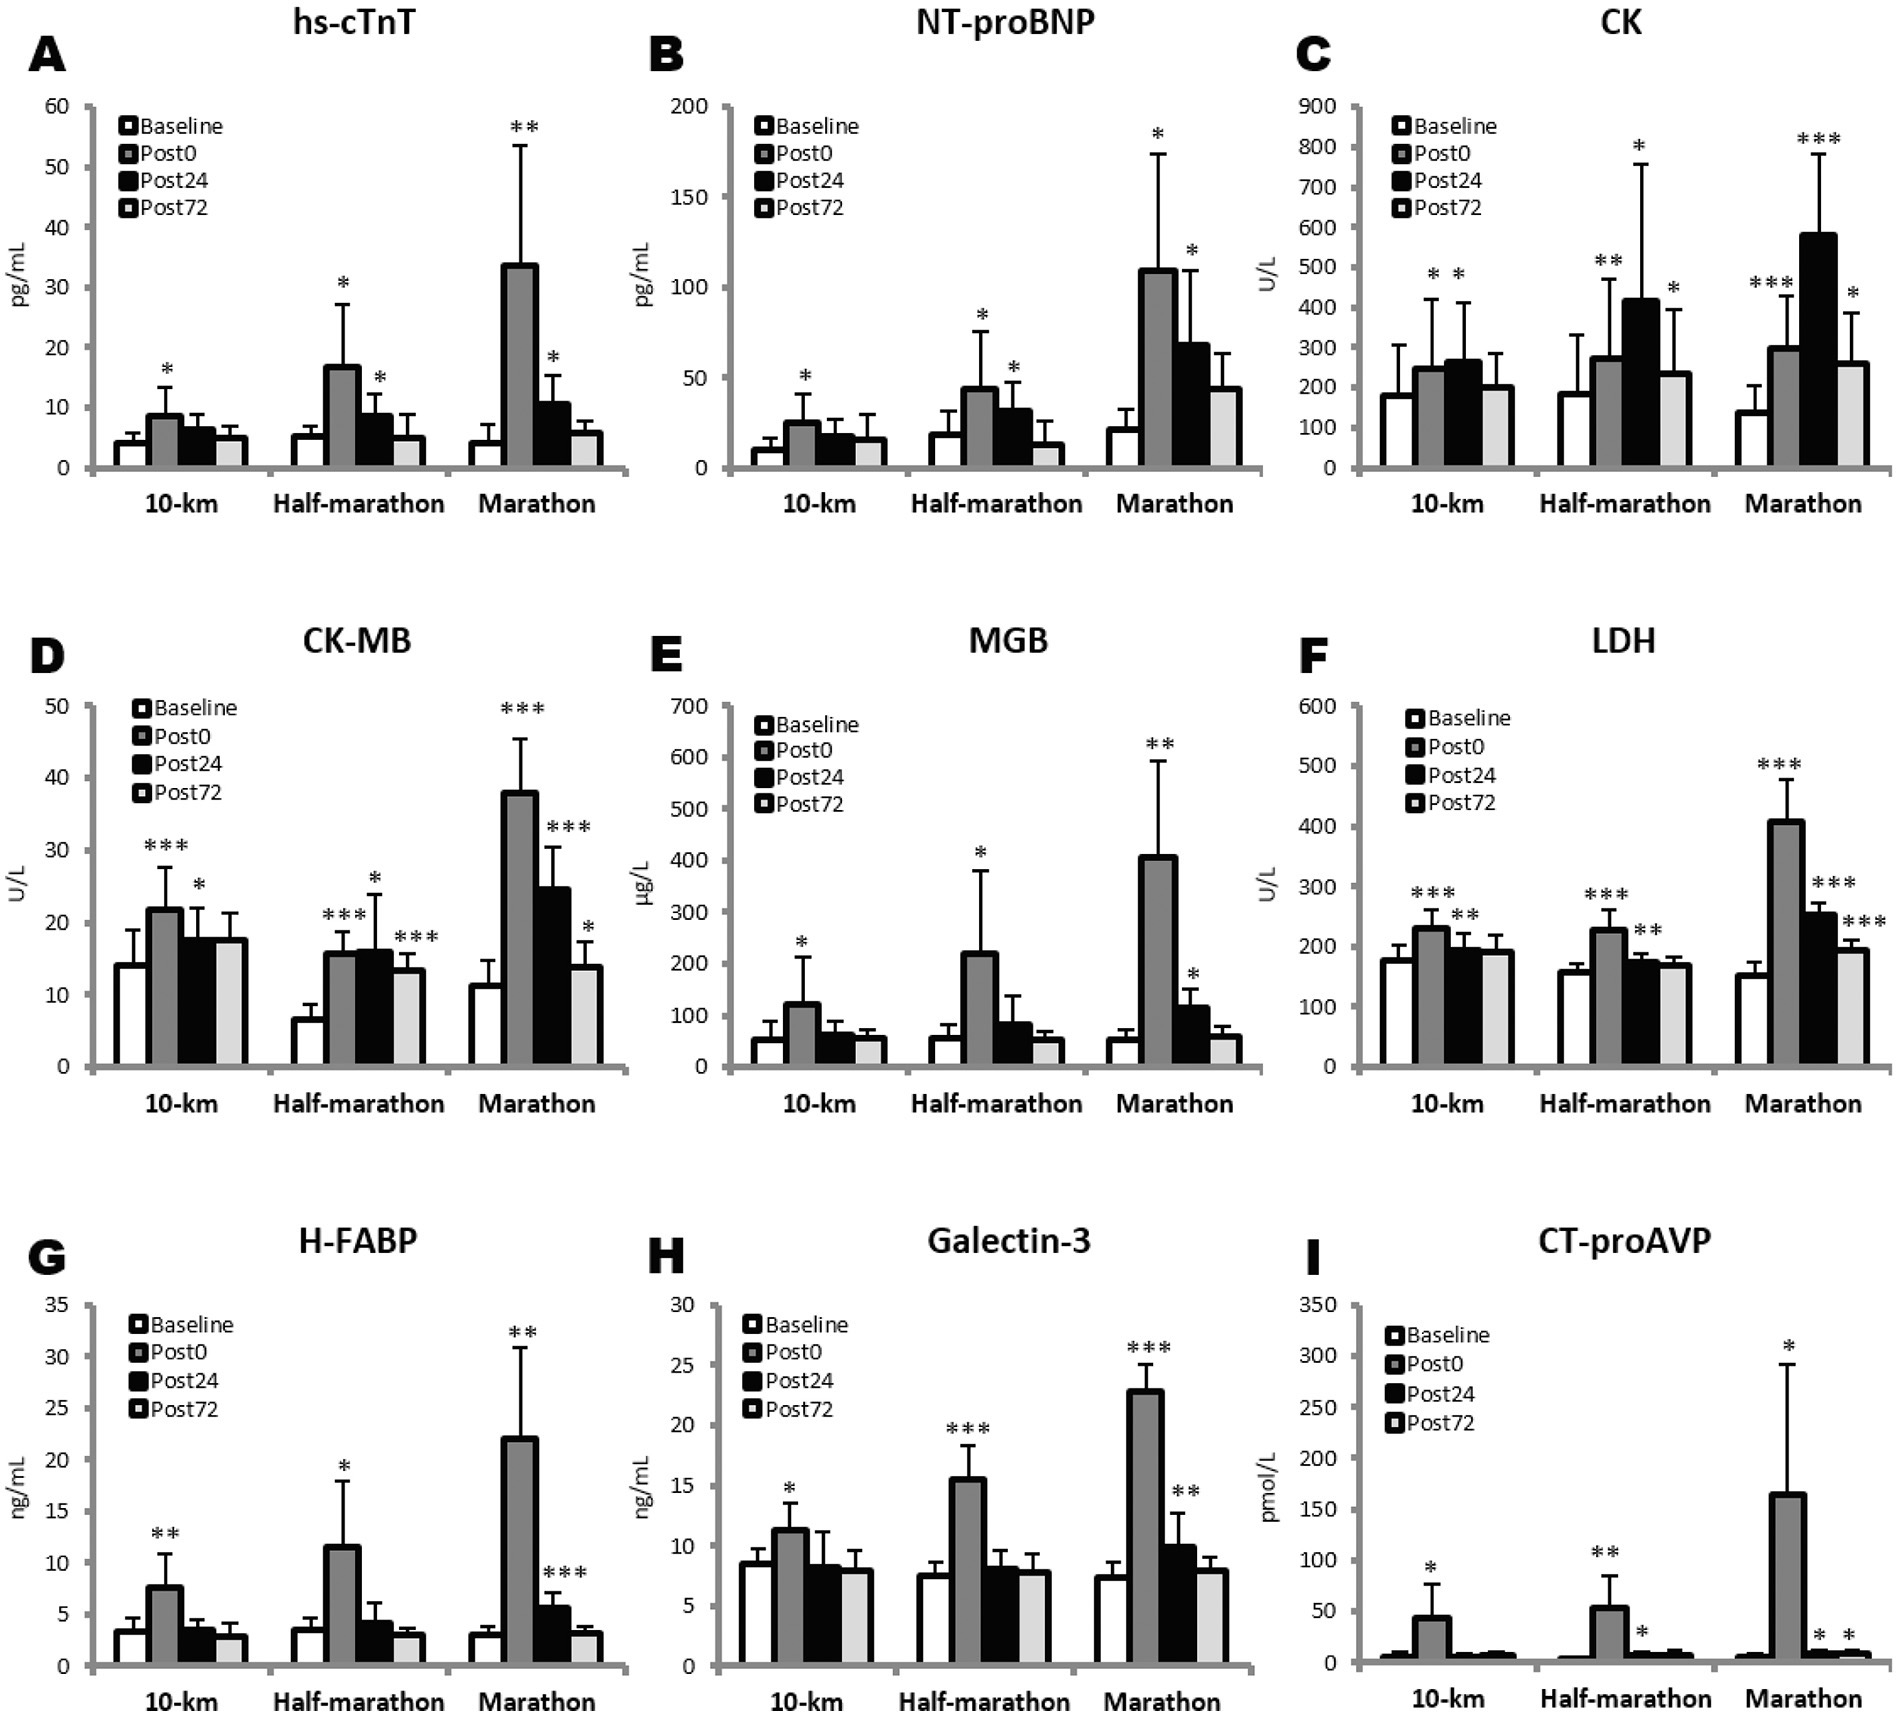 hs-cTnT
A
pg/mL
60
50
40
30
20
10
0
Baseline
Post0
Post24
Post72
*
*
*
**
*
10-km Half-marathon Marathon
NT-proBNP
B
pg/mL
200
150
100
50
0
Baseline
Post0
Post24
Post72
*
*
*
*
*
10-km Half-marathon Marathon
CK
C
U/L
900
800
700
600
500
400
300
200
100
0
Baseline
Post0
Post24
Post72
* *
** * *
*** *** *
10-km Half-marathon Marathon
CK-MB
D
U/L
50
40
30
20
10
0
Baseline
Post0
Post24
Post72
*** *
*** * ***
*** *** *
10-km Half-marathon Marathon
MGB
E
µg/L
700
600
500
400
300
200
100
0
Baseline
Post0
Post24
Post72
*
*
** *
10-km Half-marathon Marathon
LDH
F
U/L
600
500
400
300
200
100
0
Baseline
Post0
Post24
Post72
*** **
*** **
*** *** ***
10-km Half-marathon Marathon
H-FABP
G
ng/mL
35
30
25
20
15
10
5
0
Baseline
Post0
Post24
Post72
**
*
** ***
10-km Half-marathon Marathon
Galectin-3
H
ng/mL
30
25
20
15
10
5
0
Baseline
Post0
Post24
Post72
*
***
*** **
10-km Half-marathon Marathon
CT-proAVP
I
pmol/L
350
300
250
200
150
100
50
0
Baseline
Post0
Post24
Post72
*
** *
* * *
10-km Half-marathon Marathon